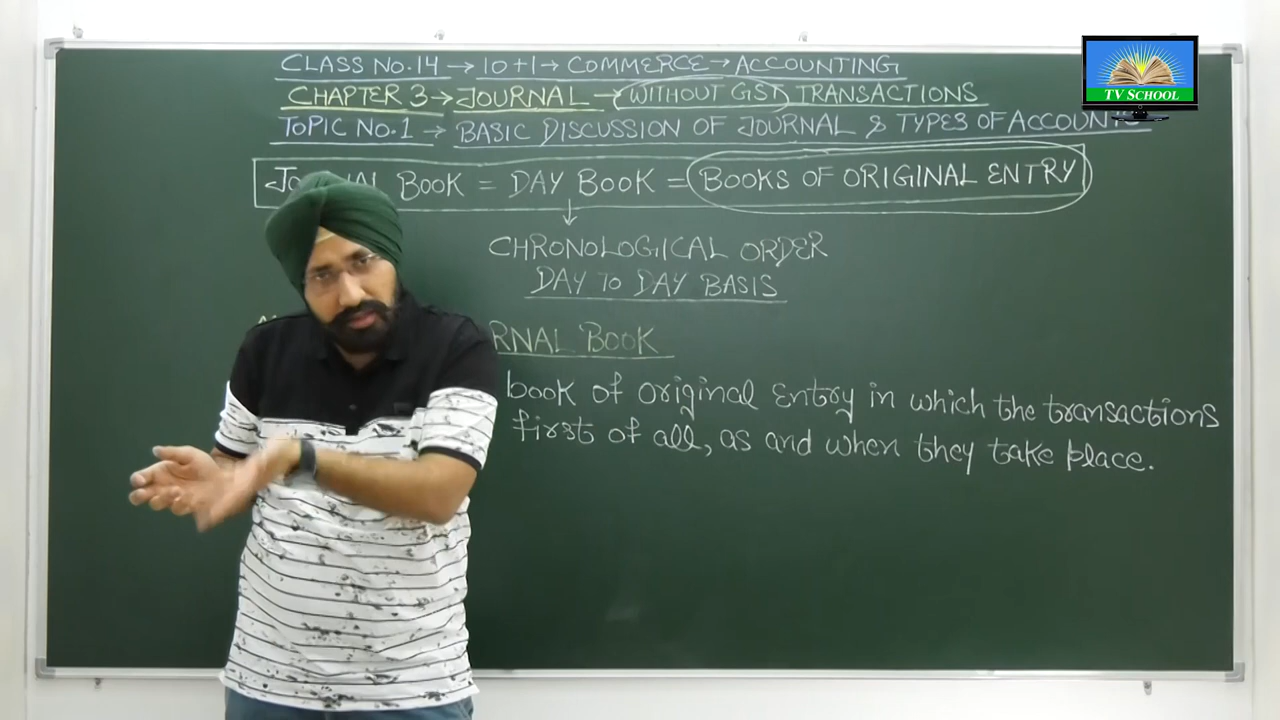 CLASS NO.14 → 10+1 → COMMERCE → ACCOUNTING
CHAPTER 3 → JOURNAL → WITHOUT GST TRANSACTIONS
TOPIC NO.1 → BASIC DISCUSSION OF JOURNAL & TYPES OF ACCOUNTS
TV SCHOOL
BOOK = DAY BOOK = BOOKS OF ORIGINAL ENTRY
CHRONOLOGICAL ORDER
DAY TO DAY BASIS
RNAL BOOK
book of original entry in which the transactions
first of all, as and when they take place.